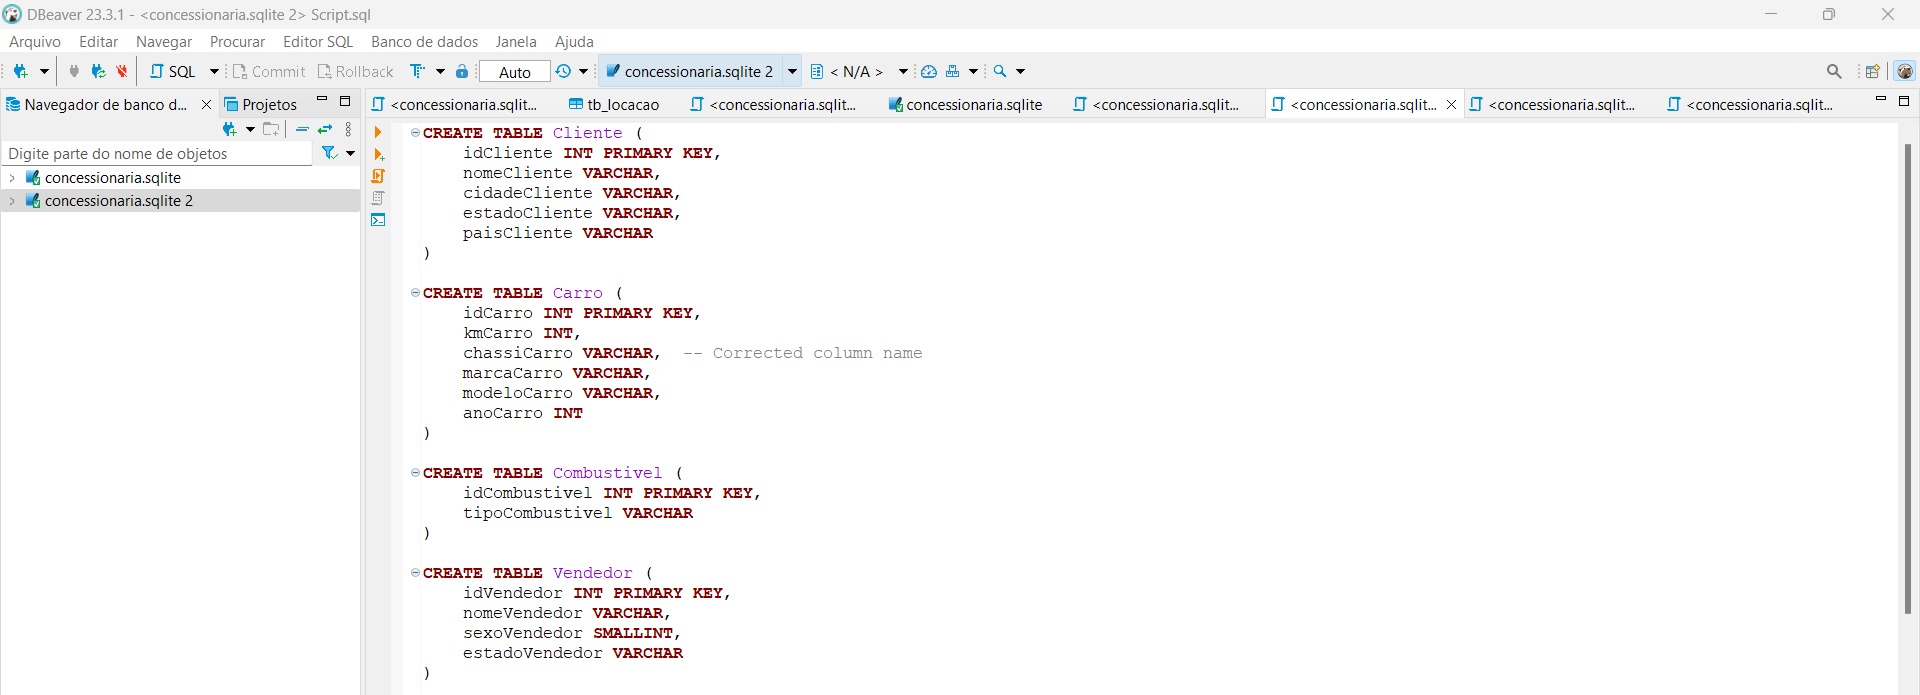 DBeaver 23.3.1 - <concessionaria.sqlite 2> Script.sql
Arquivo Editar Navegar Procurar Editor SQL Banco de dados Janela Ajuda
SQL Commit Rollback Auto concessionaria.sqlite 2 < N/A >
Navegador de banco d... Projetos <concessionaria.sqlit... tb_locacao <concessionaria.sqlit... concessionaria.sqlite <concessionaria.sqlit... <concessionaria.sqlit... <concessionaria.sqlit... <concessionaria.sqlit...
Digite parte do nome de objetos
concessionaria.sqlite
concessionaria.sqlite 2
CREATE TABLE Cliente (
idCliente INT PRIMARY KEY,
nomeCliente VARCHAR,
cidadeCliente VARCHAR,
estadoCliente VARCHAR,
paisCliente VARCHAR
)
CREATE TABLE Carro (
idCarro INT PRIMARY KEY,
kmCarro INT,
chassiCarro VARCHAR, -- Corrected column name
marcaCarro VARCHAR,
modeloCarro VARCHAR,
anoCarro INT
)
CREATE TABLE Combustivel (
idCombustivel INT PRIMARY KEY,
tipoCombustivel VARCHAR
)
CREATE TABLE Vendedor (
idVendedor INT PRIMARY KEY,
nomeVendedor VARCHAR,
sexoVendedor SMALLINT,
estadoVendedor VARCHAR
)